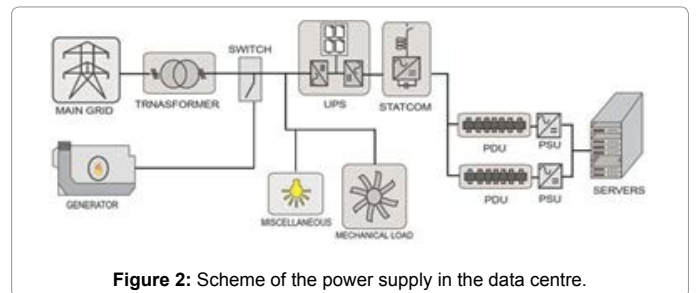 SWITCH
MAIN GRID
TRNASFORMER
UPS
STATCOM
GENERATOR
MISCELLANEOUS
MECHANICAL LOAD
PDU
PSU
PDU
PSU
SERVERS
Figure 2: Scheme of the power supply in the data centre.